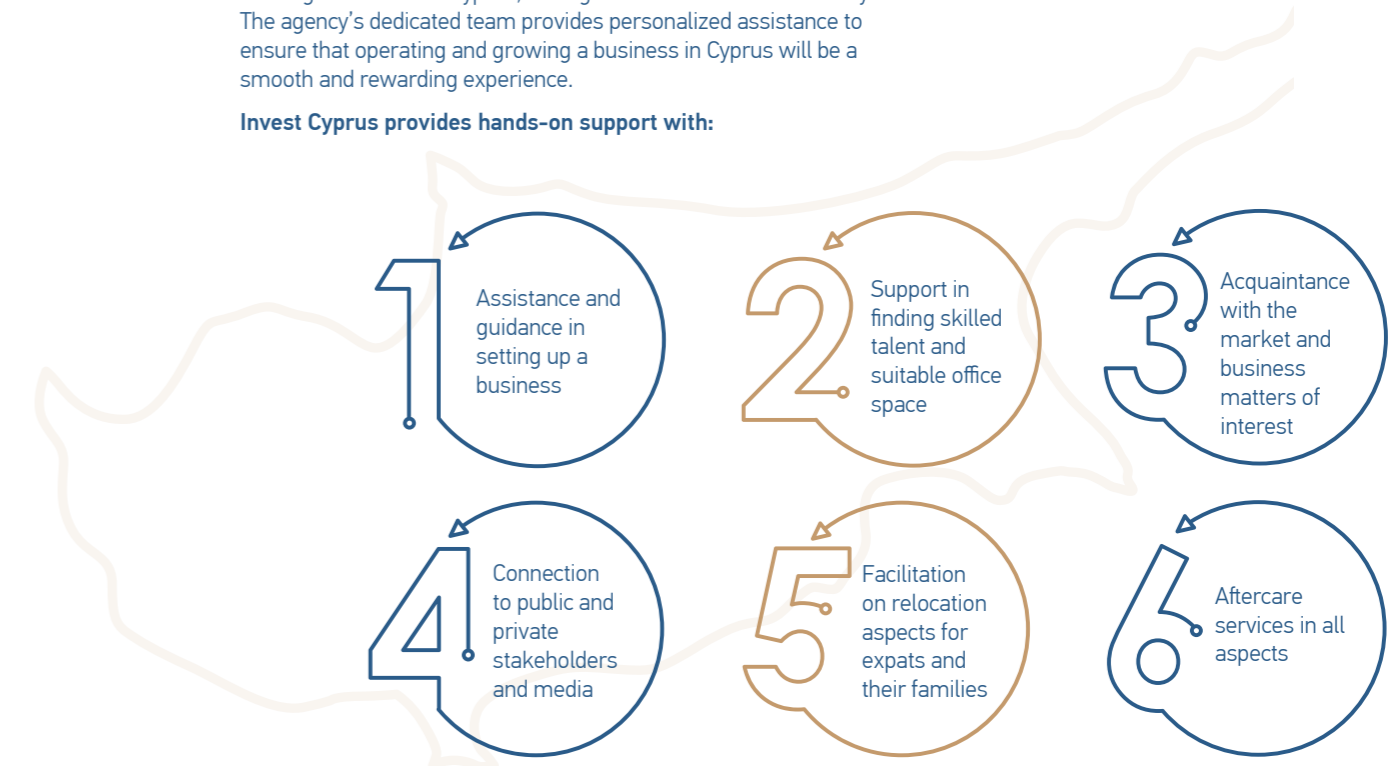 The agency's dedicated team provides personalized assistance to
ensure that operating and growing a business in Cyprus will be a
smooth and rewarding experience.
Invest Cyprus provides hands-on support with:
1
Assistance and
guidance in
setting up a
business
2
Support in
finding skilled
talent and
suitable office
space
3
Acquaintance
with the
market and
business
matters of
interest
4
Connection
to public and
private
stakeholders
and media
5
Facilitation
on relocation
aspects for
expats and
their families
6
Aftercare
services in all
aspects